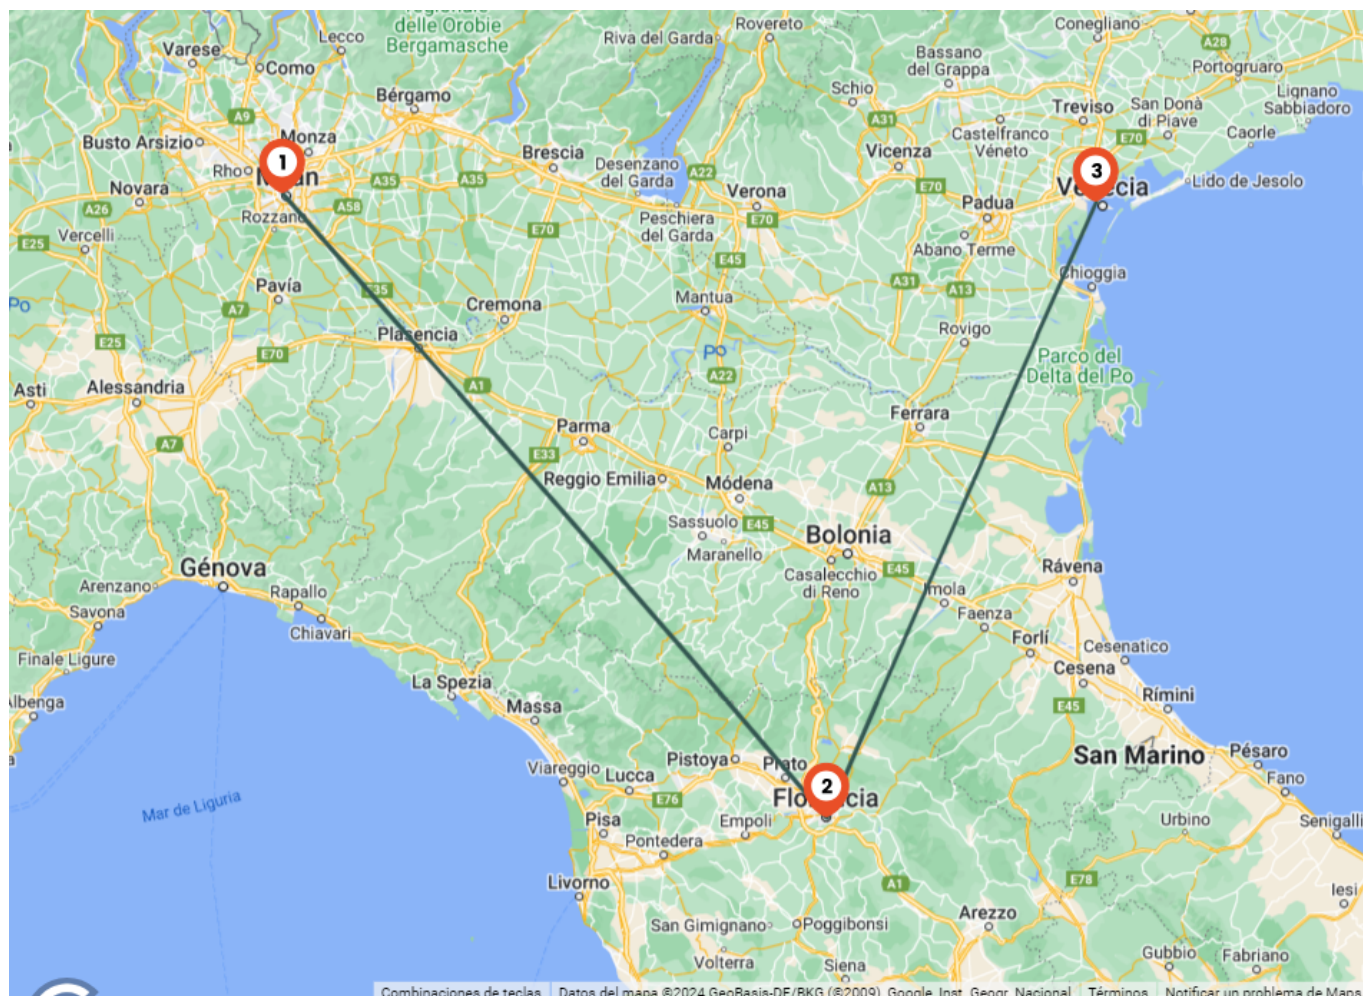 delle Orobie
Bergamasche
Lecco
Varese
Como
Riva del Garda
Rovereto
Conegliano
A28
Bassano
del Grappa
Portogruaro
Schio
Bérgamo
Treviso
San Donà
di Piave
Lignano
Sabbiadoro
A9
A31
Castelfranco
Véneto
E70
Caorle
Busto Arsizio
Monza
1
Rho
Brescia
Desenzano
del Garda
A22
Vicenza
3
Novara
A35
A35
Verona
E70
Lido de Jesolo
A26
A58
Padua
Rozzano
Peschiera
del Garda
E70
E25
Vercelli
E70
Abano Terme
E45
Chioggia
Po
Pavía
E35
A31
A13
A7
Cremona
Mantua
Rovigo
E25
Plasencia
E70
Po
Parco del
Delta del Po
Asti
Alessandria
A1
A22
Ferrara
A7
Parma
Carpi
E33
Reggio Emilia
Módena
A13
Sassuolo
E45
Maranello
Bolonia
Génova
Casalecchio
di Reno
E45
Rávena
Arenzano
Rapallo
Imola
Savona
Chiavari
Faenza
Forlí
Cesenatico
Finale Ligure
La Spezia
Cesena
Albenga
Massa
E45
Rímini
San Marino
Pésaro
Pistoya
Prato
Viareggio
Lucca
2
Fano
Mar de Liguria
E76
Florencia
Pisa
Empoli
Urbino
Senigalli
Pontedera
Livorno
A1
E78
Iesi
San Gimignano
Poggibonsi
Arezzo
Volterra
Siena
Gubbio
Fabriano
Combinaciones de teclas
Datos del mapa ©2024 GeoBasis-DE/BKG (©2009), Google, Inst. Geogr. Nacional
Términos
Notificar un problema de Maps